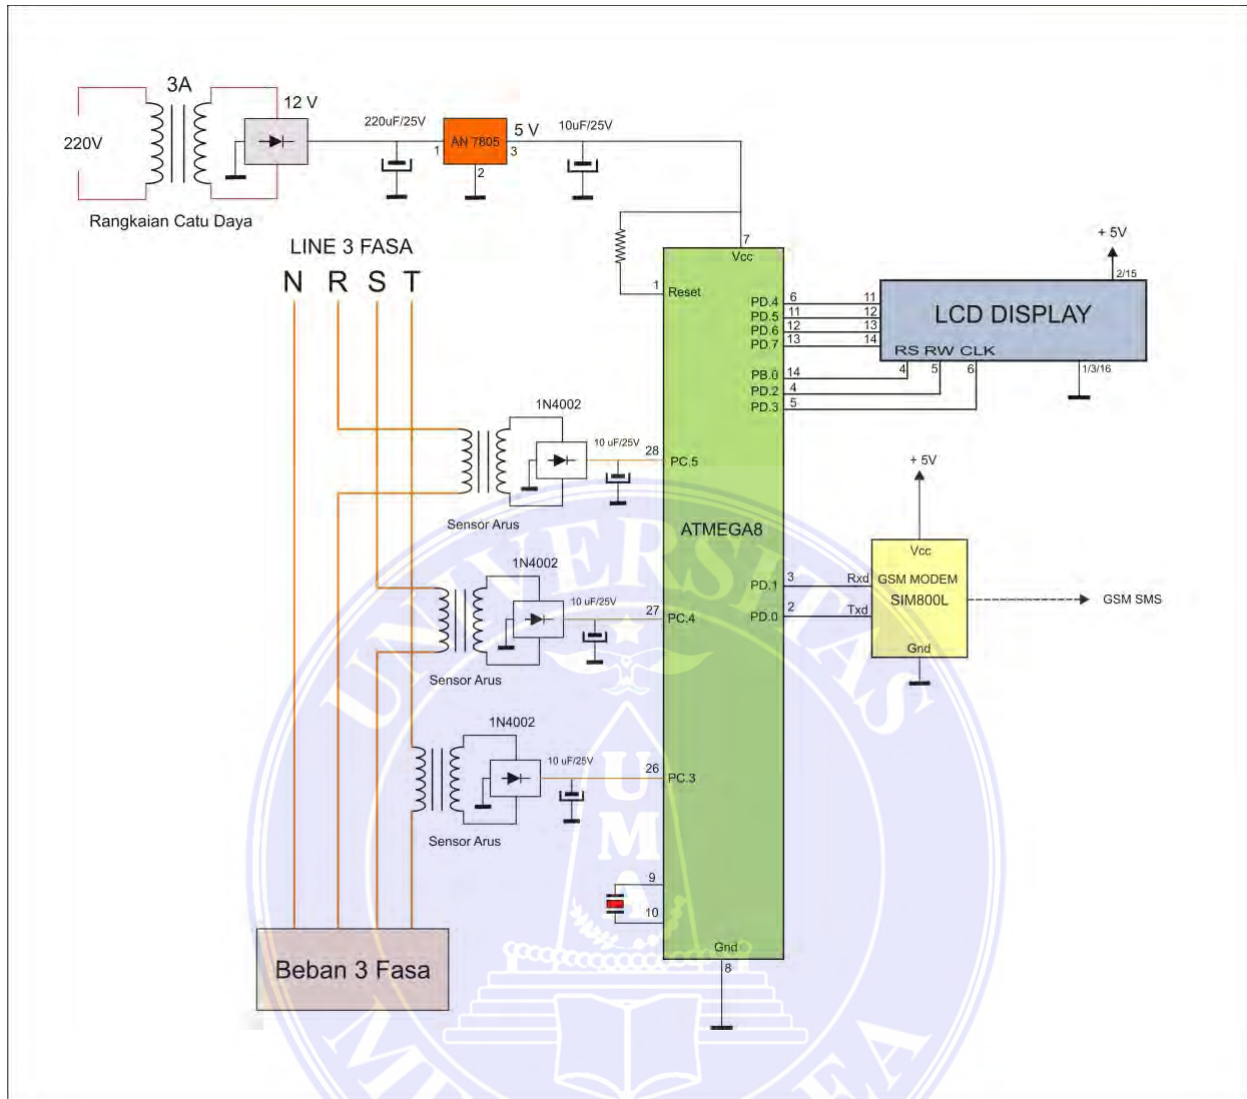 3A
12 V
220V
220uF/25V
AN 7805
5 V
10uF/25V
1
2
3
Rangkaian Catu Daya
LINE 3 FASA
N R S T
7
Vcc
1
Reset
PD.4 6 11
PD.5 11 12
PD.6 12 13
PD.7 13 14
PB.0 14
PD.2 4
PD.3 5
+ 5V
2/15
LCD DISPLAY
RS RW CLK
4 5 6
1/3/16
1N4002
10 uF/25V
28
PC.5
Sensor Arus
ATMEGA8
1N4002
10 uF/25V
27
PC.4
Sensor Arus
PD.1 3 Rxd
PD.0 2 Txd
+ 5V
Vcc
GSM MODEM
SIM800L
Gnd
GSM SMS
1N4002
10 uF/25V
26
PC.3
Sensor Arus
9
10
Gnd
8
Beban 3 Fasa
UNIVERSITAS
UMA